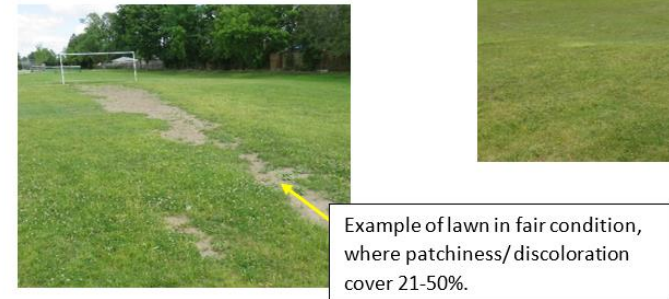 Example of lawn in fair condition,
where patchiness/discoloration
cover 21-50%.